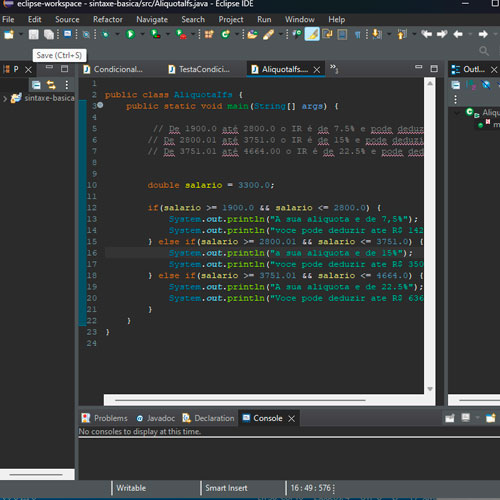 eclipse-workspace - sintaxe-basica/src/AliquotaIfs.java - Eclipse IDE
File Edit Source Refactor Navigate Search Project Run Window Help
Save (Ctrl+S)
P
sintaxe-basica
Condicional...
TestaCondici...
AliquotaIfs....
Outl...
1
2 public class AliquotaIfs {
3 public static void main(String[] args) {
4
5 // De 1900.0 até 2800.0 o IR é de 7.5% e pode deduz
6 // De 2800.01 até 3751.0 o IR é de 15% e pode deduzir
7 // De 3751.01 até 4664.00 o IR é de 22.5% e pode ded
8
9
10 double salario = 3300.0;
11
12 if(salario >= 1900.0 && salario <= 2800.0) {
13 System.out.println("A sua aliquota e de 7,5%");
14 System.out.println("voce pode deduzir ate R$ 142
15 } else if(salario >= 2800.01 && salario <= 3751.0) {
16 System.out.println("a sua aliquota e de 15%");
17 System.out.println("voce pode deduzir ate R$ 350
18 } else if(salario >= 3751.01 && salario <= 4664.0) {
19 System.out.println("A sua aliquota e de 22.5%");
20 System.out.println("Voce pode deduzir ate R$ 636
21 }
22 }
23 }
24
Aliqu
m
Problems Javadoc Declaration Console
No consoles to display at this time.
Writable Smart Insert 16 : 49 : 576